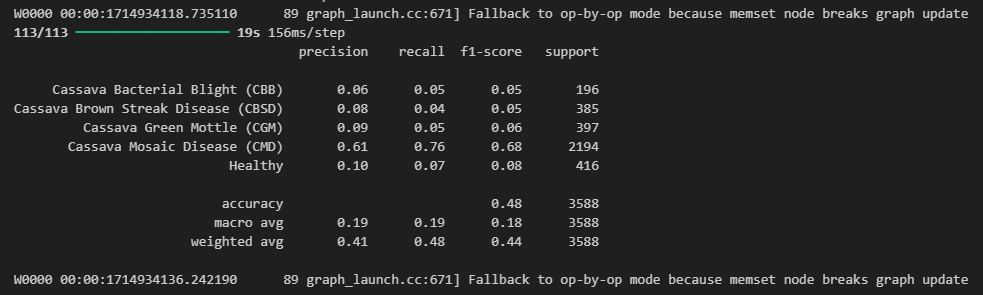 W0000 00:00:1714934118.735110 89 graph_launch.cc:671] Fallback to op-by-op mode because memset node breaks graph update
113/113 ━━━━━━━━━━━━━━━━━━━━ 19s 156ms/step
precision recall f1-score support
Cassava Bacterial Blight (CBB) 0.06 0.05 0.05 196
Cassava Brown Streak Disease (CBSD) 0.08 0.04 0.05 385
Cassava Green Mottle (CGM) 0.09 0.05 0.06 397
Cassava Mosaic Disease (CMD) 0.61 0.76 0.68 2194
Healthy 0.10 0.07 0.08 416
accuracy 0.48 3588
macro avg 0.19 0.19 0.18 3588
weighted avg 0.41 0.48 0.44 3588
W0000 00:00:1714934136.242190 89 graph_launch.cc:671] Fallback to op-by-op mode because memset node breaks graph update